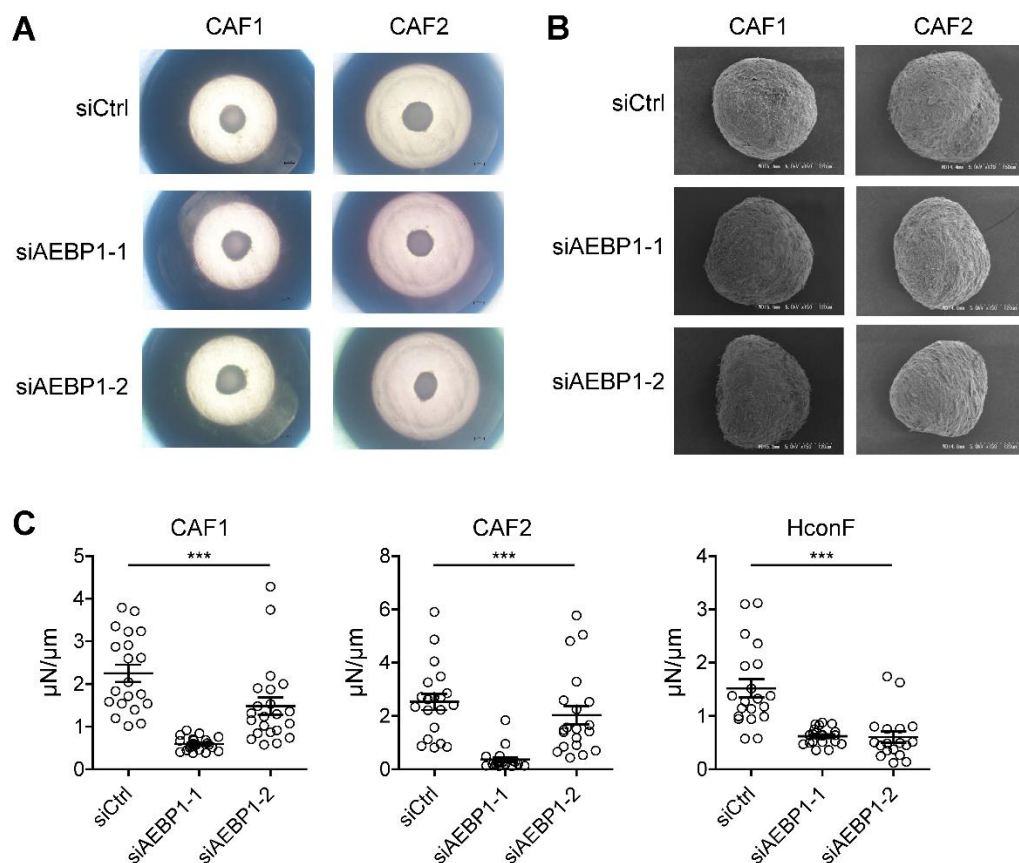 A
CAF1
CAF2
siCtrl
siAEBP1-1
siAEBP1-2
B
CAF1
CAF2
siCtrl
siAEBP1-1
siAEBP1-2
C
CAF1
µN/µm
5
4
3
2
1
0
***
siCtrl
siAEBP1-1
siAEBP1-2
CAF2
µN/µm
8
6
4
2
0
***
siCtrl
siAEBP1-1
siAEBP1-2
HconF
µN/µm
4
3
2
1
0
***
siCtrl
siAEBP1-1
siAEBP1-2